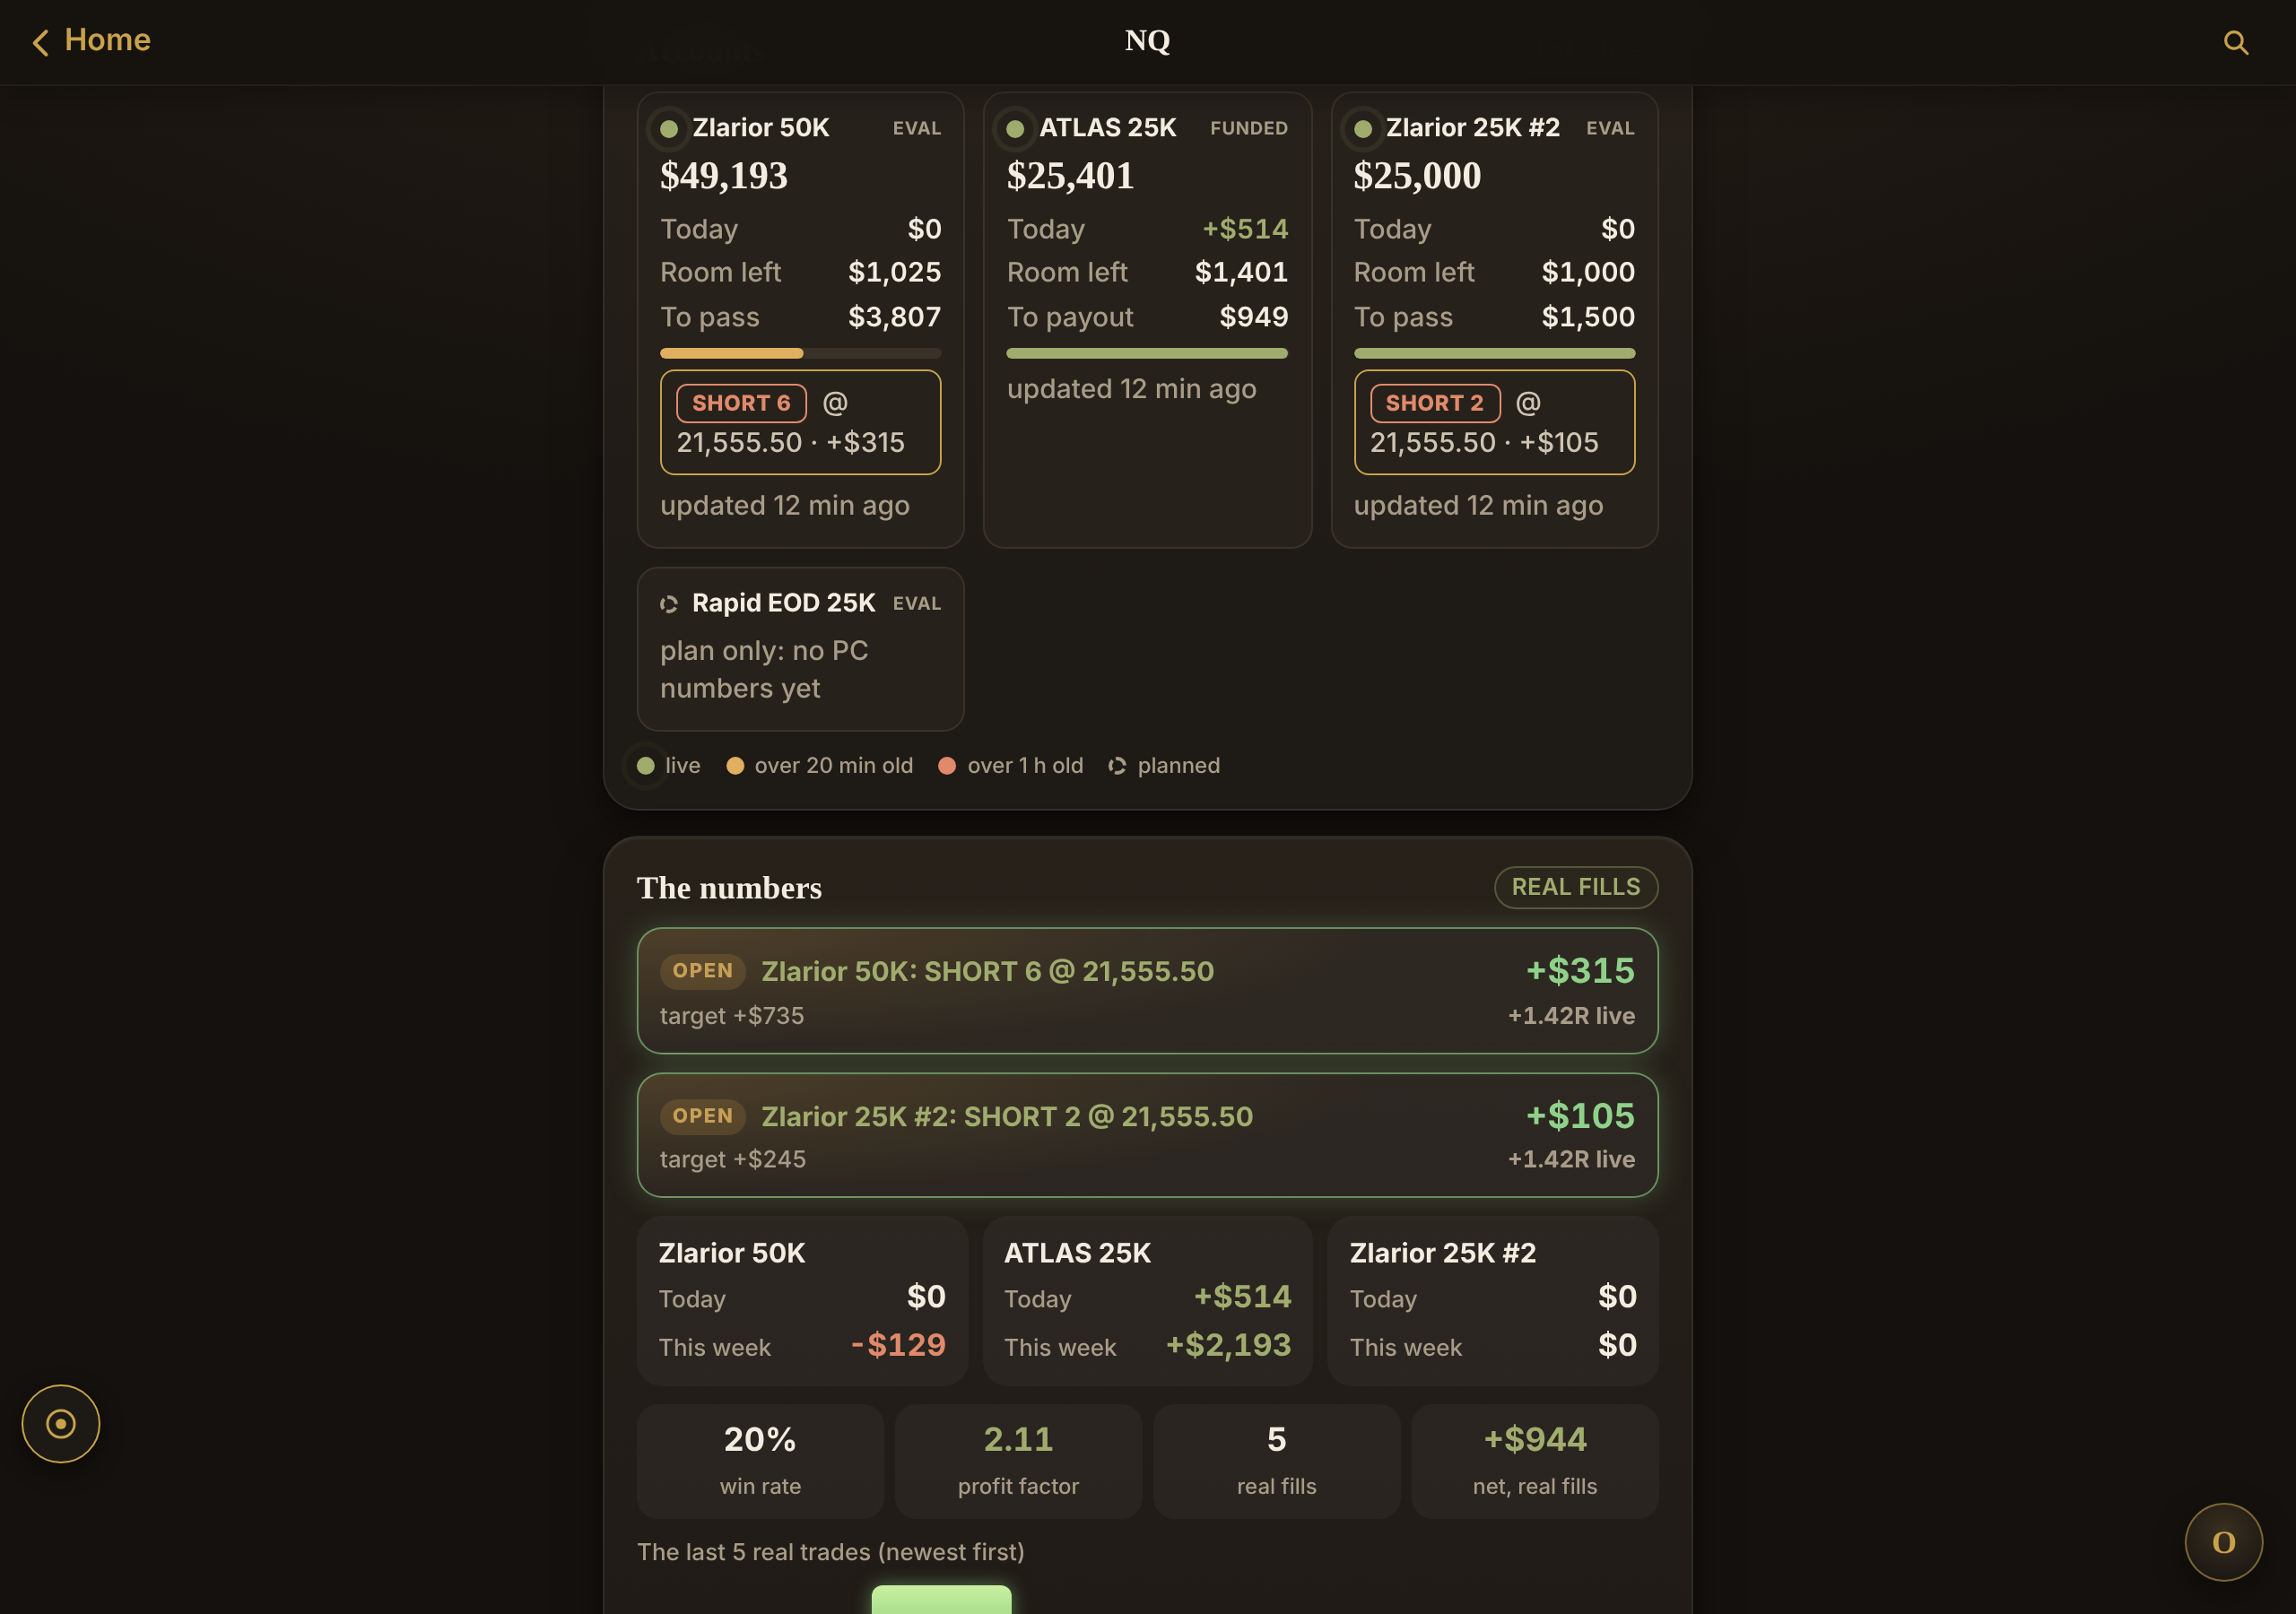 Home
NQ
Accounts
Zlarior 50K EVAL
$49,193
Today $0
Room left $1,025
To pass $3,807
SHORT 6 @
21,555.50 · +$315
updated 12 min ago
ATLAS 25K FUNDED
$25,401
Today +$514
Room left $1,401
To payout $949
updated 12 min ago
Zlarior 25K #2 EVAL
$25,000
Today $0
Room left $1,000
To pass $1,500
SHORT 2 @
21,555.50 · +$105
updated 12 min ago
Rapid EOD 25K EVAL
plan only: no PC
numbers yet
live over 20 min old over 1 h old planned
The numbers REAL FILLS
OPEN Zlarior 50K: SHORT 6 @ 21,555.50 +$315
target +$735 +1.42R live
OPEN Zlarior 25K #2: SHORT 2 @ 21,555.50 +$105
target +$245 +1.42R live
Zlarior 50K
Today $0
This week -$129
ATLAS 25K
Today +$514
This week +$2,193
Zlarior 25K #2
Today $0
This week $0
20%
win rate
2.11
profit factor
5
real fills
+$944
net, real fills
The last 5 real trades (newest first)
O